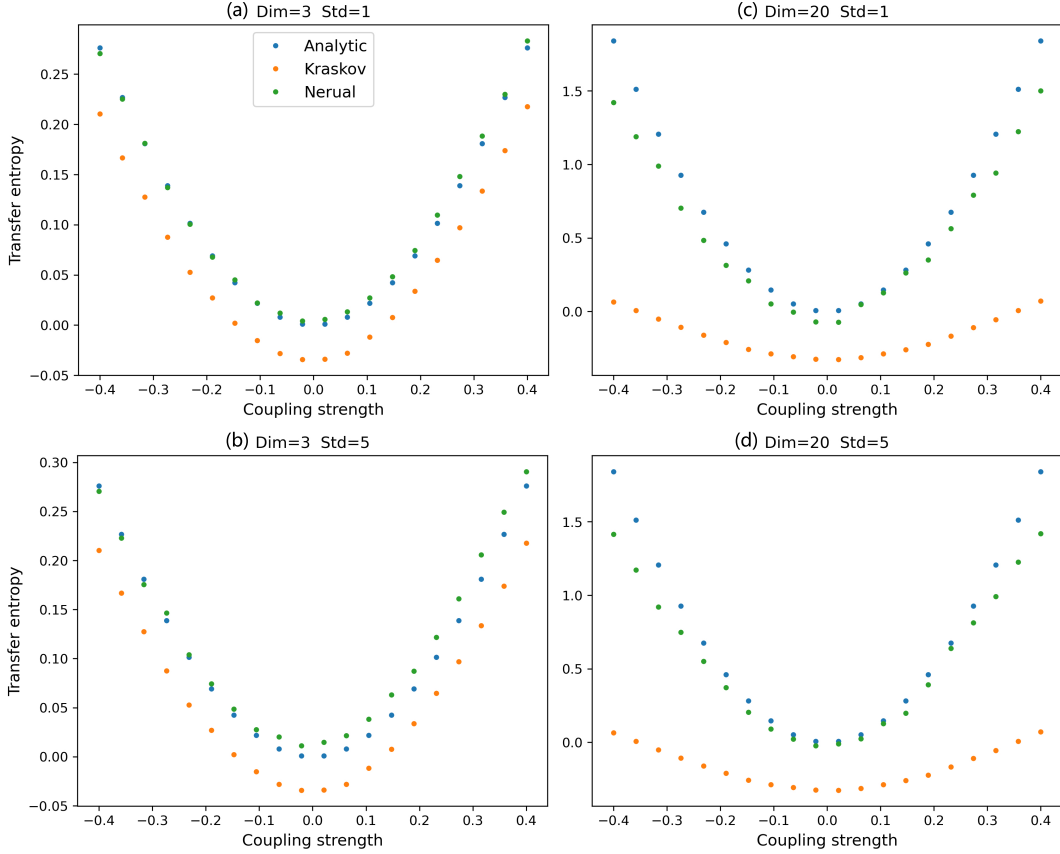 (a) Dim=3 Std=1
Analytic
Kraskov
Nerual
Transfer entropy
0.25
0.20
0.15
0.10
0.05
0.00
−0.05
−0.4 −0.3 −0.2 −0.1 0.0 0.1 0.2 0.3 0.4
Coupling strength
(c) Dim=20 Std=1
1.5
1.0
0.5
0.0
−0.4 −0.3 −0.2 −0.1 0.0 0.1 0.2 0.3 0.4
Coupling strength
(b) Dim=3 Std=5
Transfer entropy
0.30
0.25
0.20
0.15
0.10
0.05
0.00
−0.05
−0.4 −0.3 −0.2 −0.1 0.0 0.1 0.2 0.3 0.4
Coupling strength
(d) Dim=20 Std=5
1.5
1.0
0.5
0.0
−0.4 −0.3 −0.2 −0.1 0.0 0.1 0.2 0.3 0.4
Coupling strength